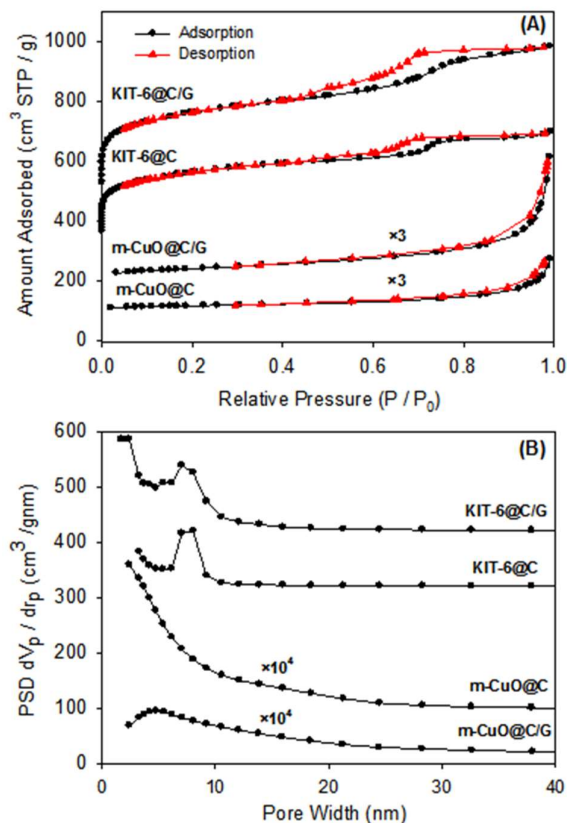 (A)
Adsorption
Desorption
1000
800
600
400
200
0
Amount Adsorbed (cm³ STP / g)
KIT-6@C/G
KIT-6@C
m-CuO@C/G
×3
m-CuO@C
×3
0.0 0.2 0.4 0.6 0.8 1.0
Relative Pressure (P / P₀)
(B)
600
500
400
300
200
100
0
PSD dVₚ / drₚ (cm³ /gnm)
KIT-6@C/G
KIT-6@C
×10⁴
m-CuO@C
×10⁴
m-CuO@C/G
0 10 20 30 40
Pore Width (nm)